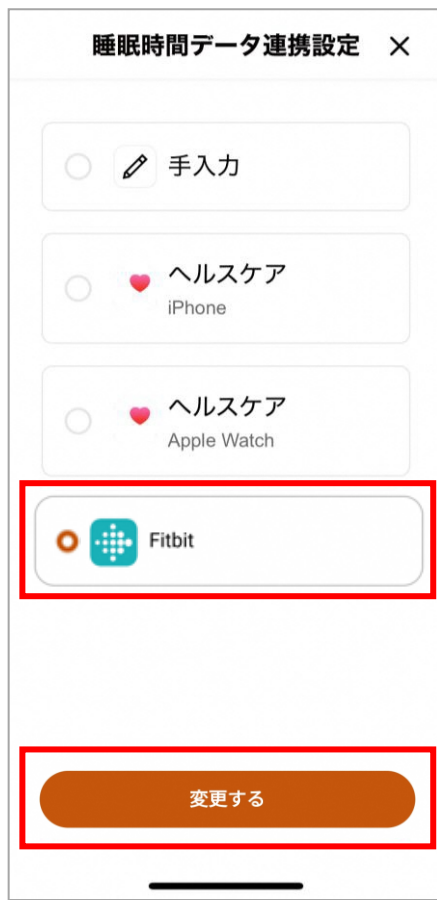 睡眠時間データ連携設定
手入力
ヘルスケア
iPhone
ヘルスケア
Apple Watch
Fitbit
変更する